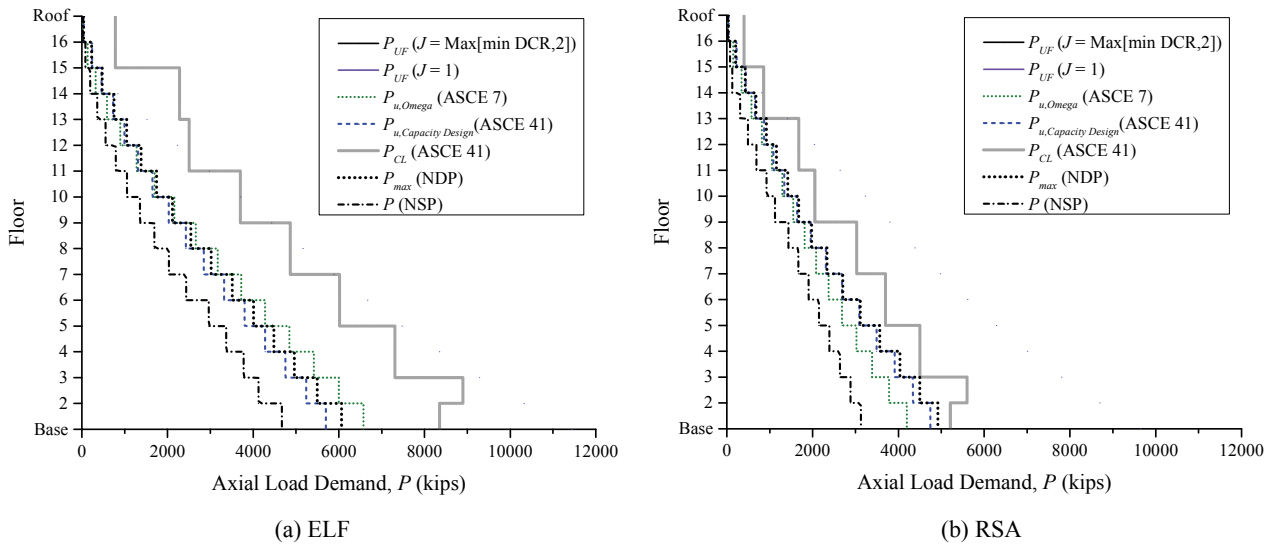 Roof
16
15
14
13
12
11
10
9
8
7
6
5
4
3
2
Base
Floor
0
2000
4000
6000
8000
10000
12000
Axial Load Demand, P (kips)
P_UF (J = Max[min DCR,2])
P_UF (J = 1)
P_u,Omega (ASCE 7)
P_u,Capacity Design(ASCE 41)
P_CL (ASCE 41)
P_max (NDP)
P (NSP)
(a) ELF
Roof
16
15
14
13
12
11
10
9
8
7
6
5
4
3
2
Base
Floor
0
2000
4000
6000
8000
10000
12000
Axial Load Demand, P (kips)
P_UF (J = Max[min DCR,2])
P_UF (J = 1)
P_u,Omega (ASCE 7)
P_u,Capacity Design(ASCE 41)
P_CL (ASCE 41)
P_max (NDP)
P (NSP)
(b) RSA